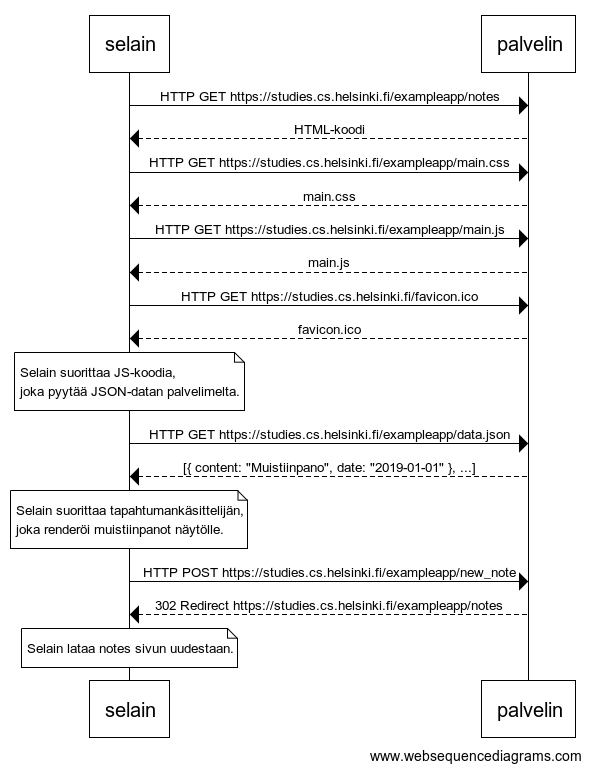 selain
palvelin
HTTP GET https://studies.cs.helsinki.fi/exampleapp/notes
HTML-koodi
HTTP GET https://studies.cs.helsinki.fi/exampleapp/main.css
main.css
HTTP GET https://studies.cs.helsinki.fi/exampleapp/main.js
main.js
HTTP GET https://studies.cs.helsinki.fi/favicon.ico
favicon.ico
Selain suorittaa JS-koodia,
joka pyytää JSON-datan palvelimelta.
HTTP GET https://studies.cs.helsinki.fi/exampleapp/data.json
[{ content: "Muistiinpano", date: "2019-01-01" }, ...]
Selain suorittaa tapahtumankäsittelijän,
joka renderöi muistiinpanot näytölle.
HTTP POST https://studies.cs.helsinki.fi/exampleapp/new_note
302 Redirect https://studies.cs.helsinki.fi/exampleapp/notes
Selain lataa notes sivun uudestaan.
selain
palvelin
www.websequencediagrams.com